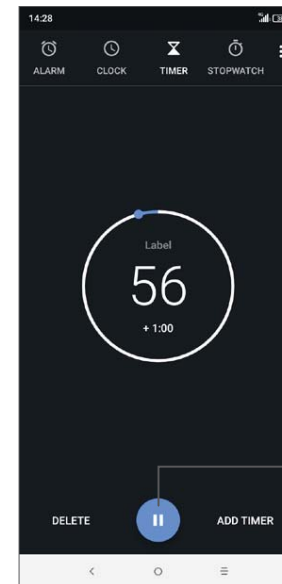 14:28
ALARM CLOCK TIMER STOPWATCH
Label
56
+ 1:00
DELETE ADD TIMER